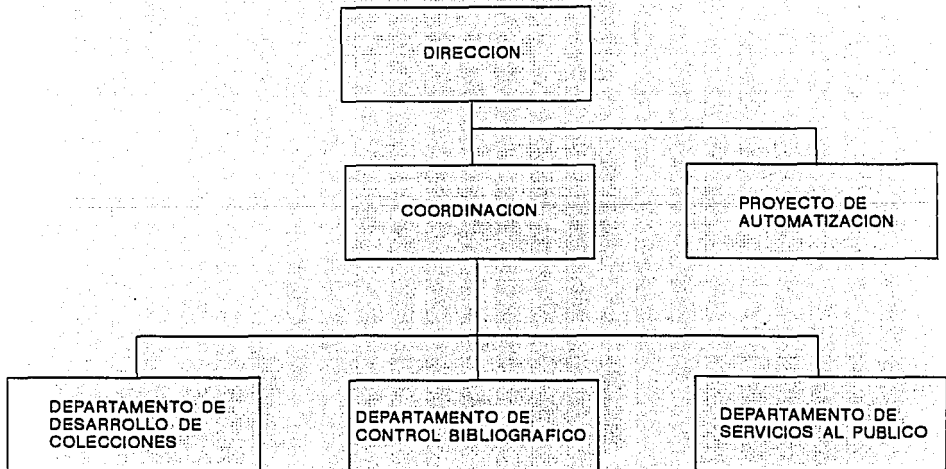 DIRECCION
COORDINACION
PROYECTO DE
AUTOMATIZACION
DEPARTAMENTO DE
DESARROLLO DE
COLECCIONES
DEPARTAMENTO DE
CONTROL BIBLIOGRAFICO
DEPARTAMENTO DE
SERVICIOS AL PUBLICO